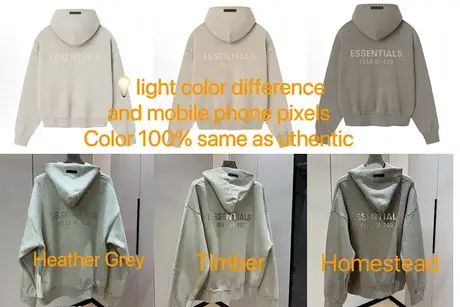 ESSENTIALS
ESSENTIALS
ESSENTIALS
💡 light color difference
and mobile phone pixels
Color 100% same as uthentic
ESSENTIALS
ESSENTIALS
ESSENTIALS
Heather Grey
Timber
Homestead